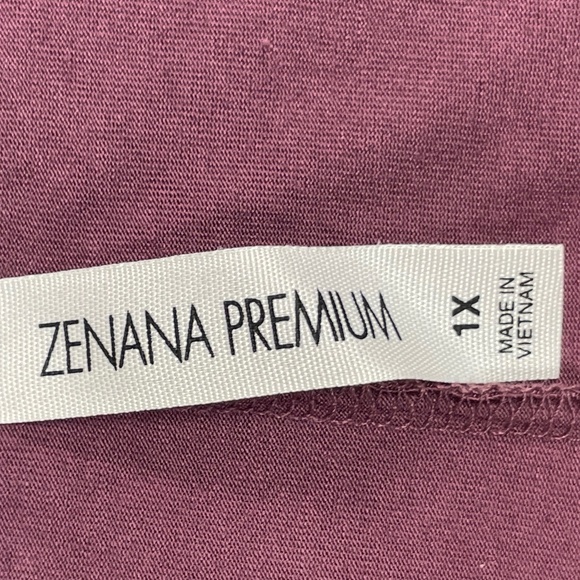 ZENANA PREMIUM
1X
MADE IN
VIETNAM